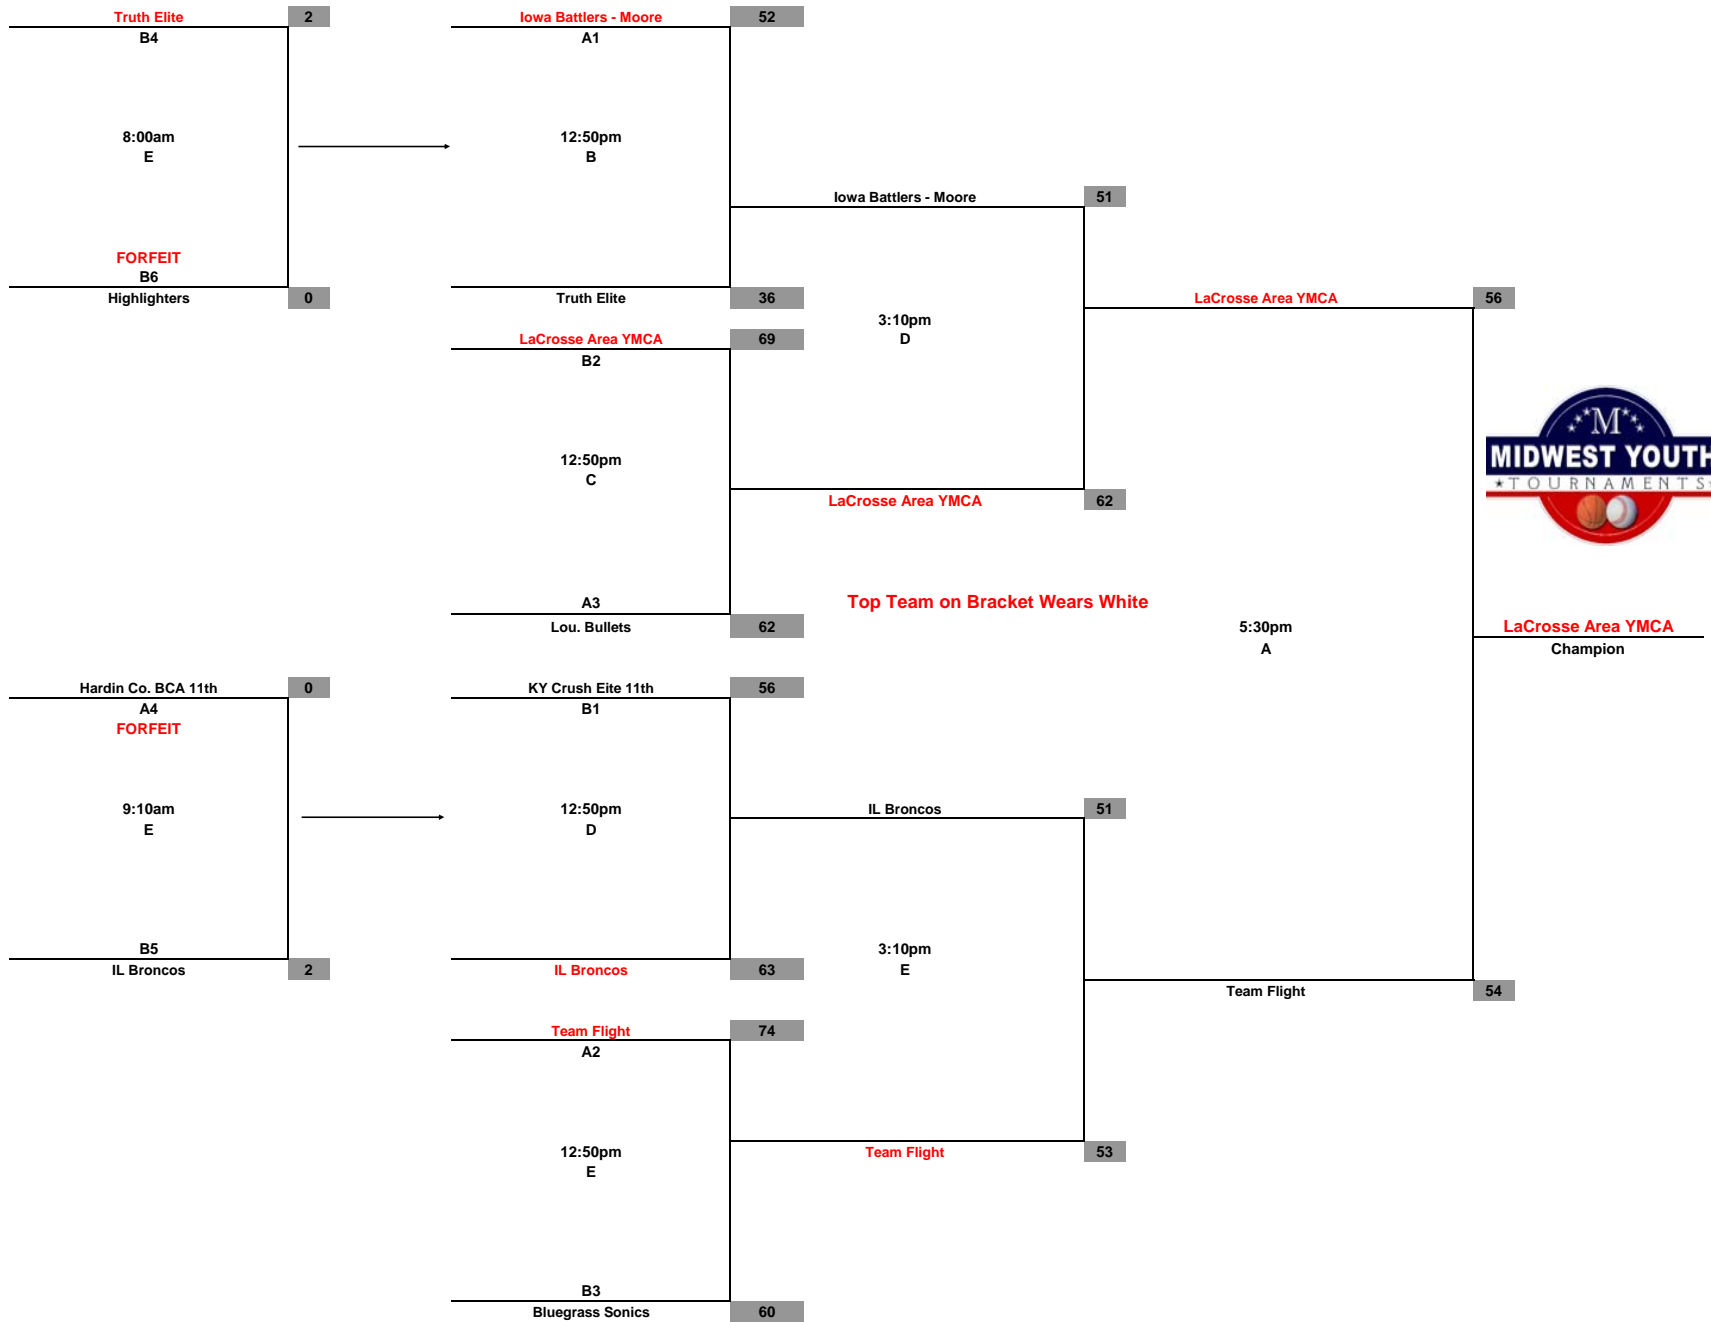 Truth Elite 2
B4
8:00am
E
FORFEIT
B6
Highlighters 0
Iowa Battlers - Moore 52
A1
12:50pm
B
Truth Elite 36
LaCrosse Area YMCA 69
B2
12:50pm
C
A3
Lou. Bullets 62
Iowa Battlers - Moore 51
3:10pm
D
LaCrosse Area YMCA 62
LaCrosse Area YMCA 56
M
MIDWEST YOUTH
TOURNAMENTS
Top Team on Bracket Wears White
5:30pm
A
LaCrosse Area YMCA
Champion
Hardin Co. BCA 11th 0
A4
FORFEIT
9:10am
E
B5
IL Broncos 2
KY Crush Eite 11th 56
B1
12:50pm
D
IL Broncos 63
Team Flight 74
A2
12:50pm
E
B3
Bluegrass Sonics 60
IL Broncos 51
3:10pm
E
Team Flight 53
Team Flight 54